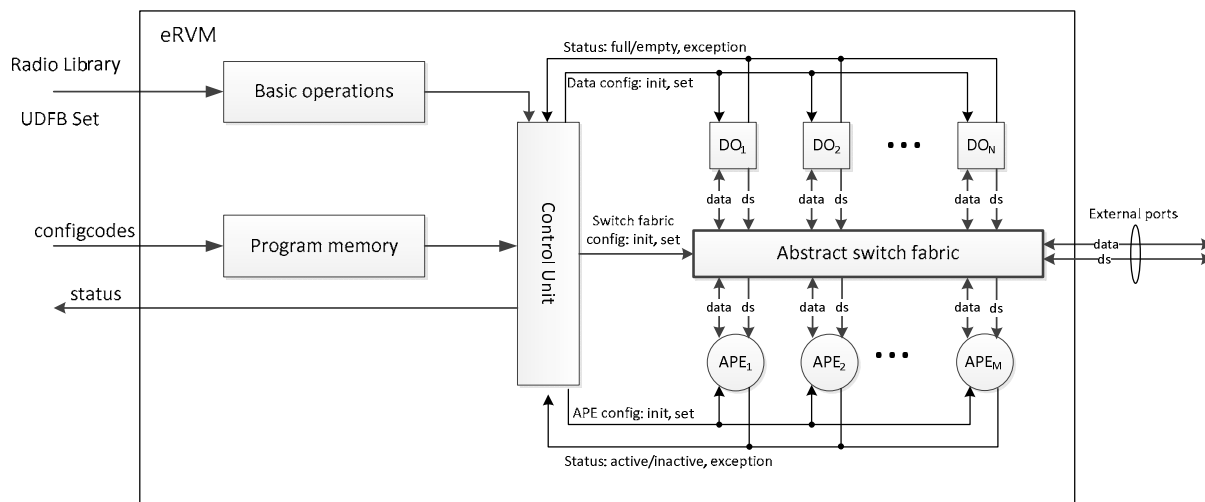 eRVM
Radio Library
UDFB Set
Basic operations
configcodes
Program memory
status
Control Unit
Status: full/empty, exception
Data config: init, set
DO1
DO2
DON
data
ds
data
ds
data
ds
Switch fabric
config: init, set
Abstract switch fabric
External ports
data
ds
data
ds
data
ds
data
ds
APE1
APE2
APEM
APE config: init, set
Status: active/inactive, exception